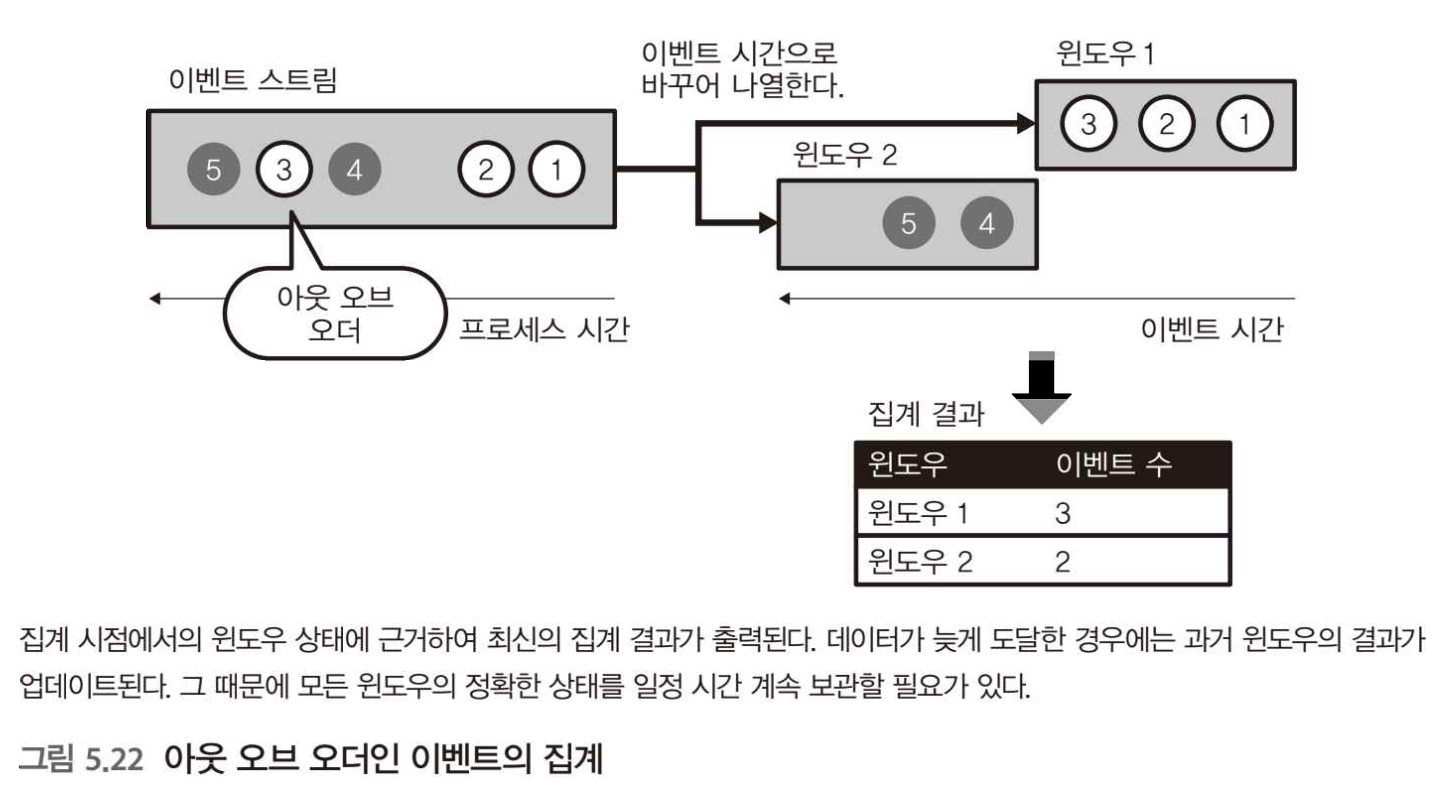 이벤트 스트림
5 3 4 2 1
아웃 오브
오더
프로세스 시간
이벤트 시간으로
바꾸어 나열한다.
윈도우 1
3 2 1
윈도우 2
5 4
이벤트 시간
집계 결과
윈도우 이벤트 수
윈도우 1 3
윈도우 2 2
집계 시점에서의 윈도우 상태에 근거하여 최신의 집계 결과가 출력된다. 데이터가 늦게 도달한 경우에는 과거 윈도우의 결과가
업데이트된다. 그 때문에 모든 윈도우의 정확한 상태를 일정 시간 계속 보관할 필요가 있다.
그림 5.22 아웃 오브 오더인 이벤트의 집계